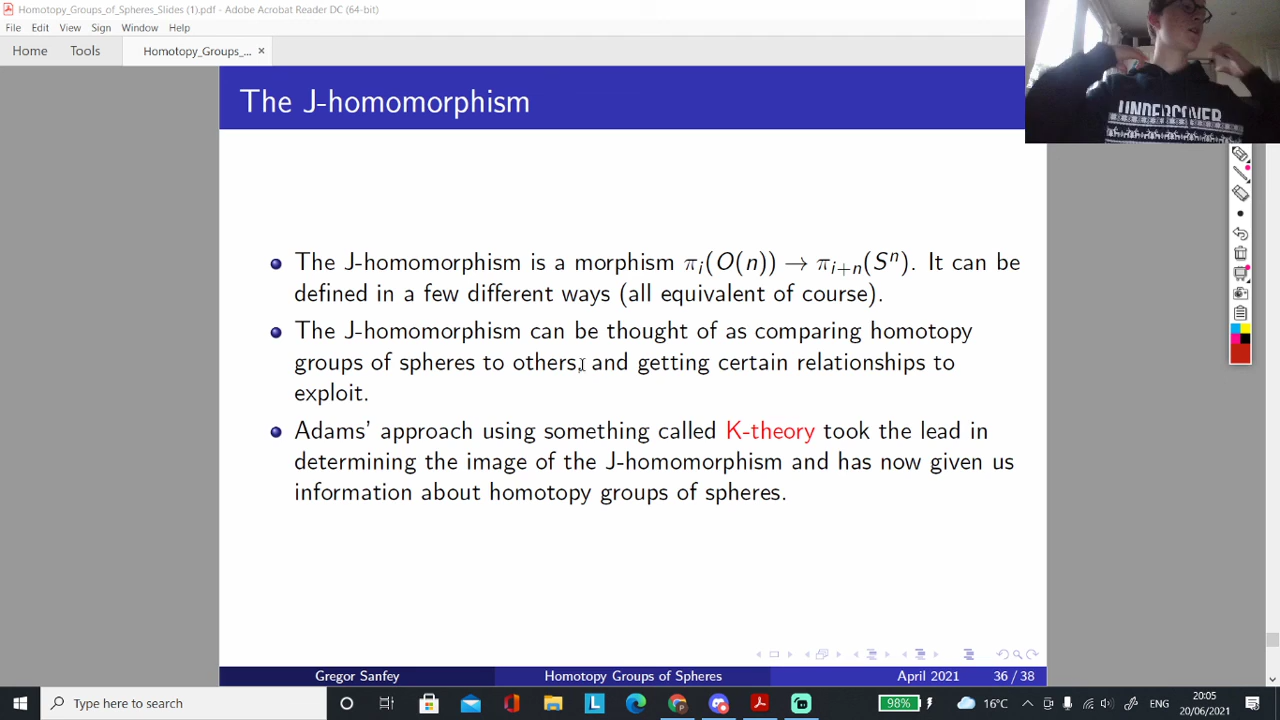 Homotopy_Groups_of_Spheres_Slides (1).pdf - Adobe Acrobat Reader DC (64-bit)
File Edit View Sign Window Help
Home Tools Homotopy_Groups_... ×
The J-homomorphism
UNDERCOVER
The J-homomorphism is a morphism πᵢ(O(n)) → πᵢ₊ₙ(Sⁿ). It can be
defined in a few different ways (all equivalent of course).
The J-homomorphism can be thought of as comparing homotopy
groups of spheres to others, and getting certain relationships to
exploit.
Adams' approach using something called K-theory took the lead in
determining the image of the J-homomorphism and has now given us
information about homotopy groups of spheres.
Gregor Sanfey Homotopy Groups of Spheres April 2021 36 / 38
Type here to search
98%
16°C
ENG
20:05
20/06/2021